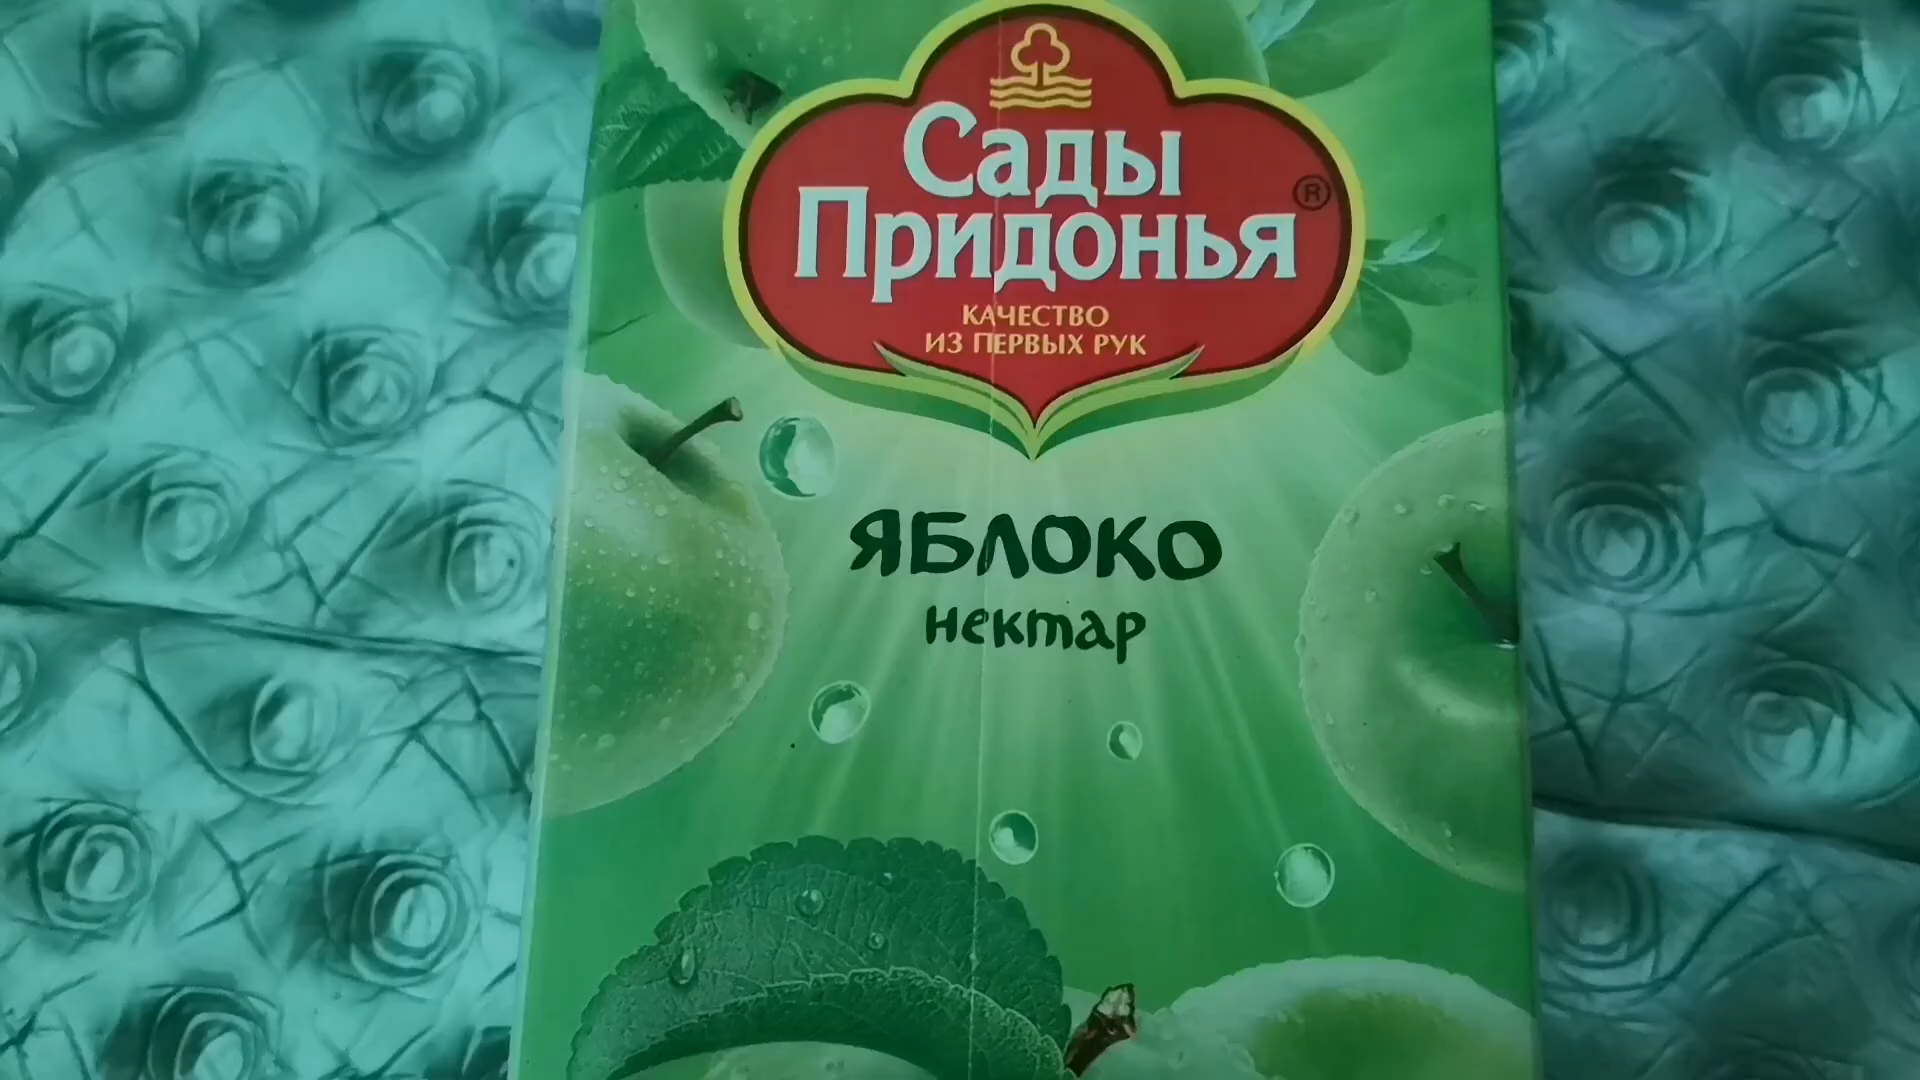 Сады
Придонья®
КАЧЕСТВО
ИЗ ПЕРВЫХ РУК
ЯБЛОКО
нектар